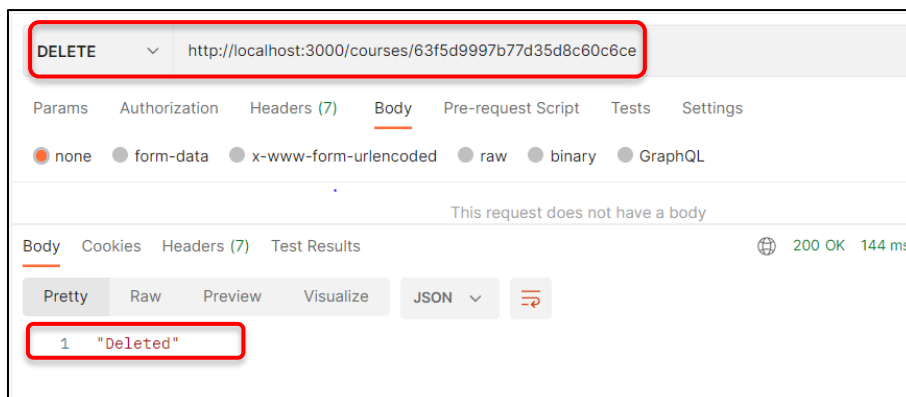 DELETE http://localhost:3000/courses/63f5d9997b77d35d8c60c6ce
Params Authorization Headers (7) Body Pre-request Script Tests Settings
none form-data x-www-form-urlencoded raw binary GraphQL
This request does not have a body
Body Cookies Headers (7) Test Results 200 OK 144 ms
Pretty Raw Preview Visualize JSON
1 "Deleted"